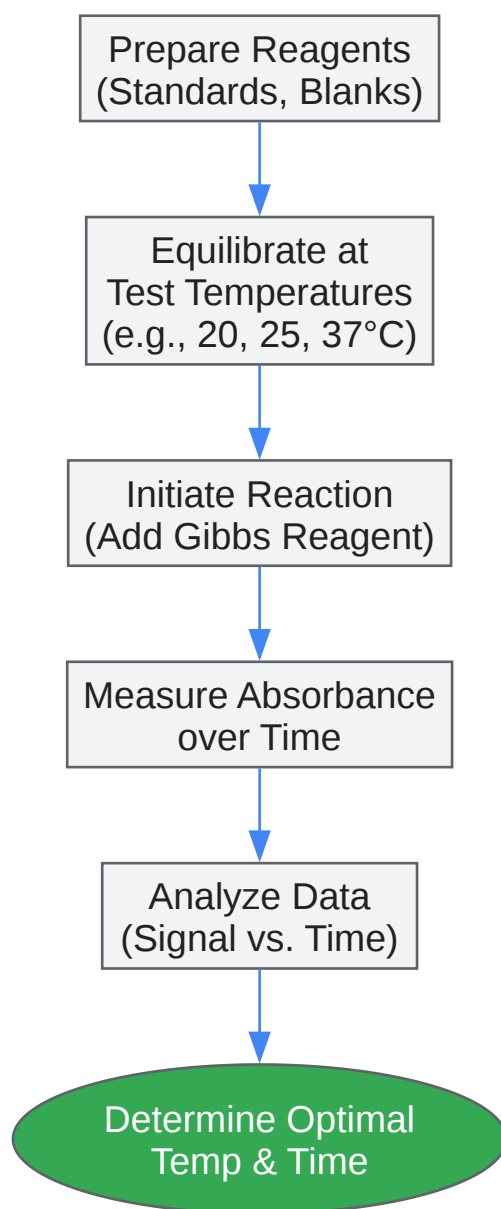 Prepare Reagents
(Standards, Blanks)
Equilibrate at
Test Temperatures
(e.g., 20, 25, 37°C)
Initiate Reaction
(Add Gibbs Reagent)
Measure Absorbance
over Time
Analyze Data
(Signal vs. Time)
Determine Optimal
Temp & Time